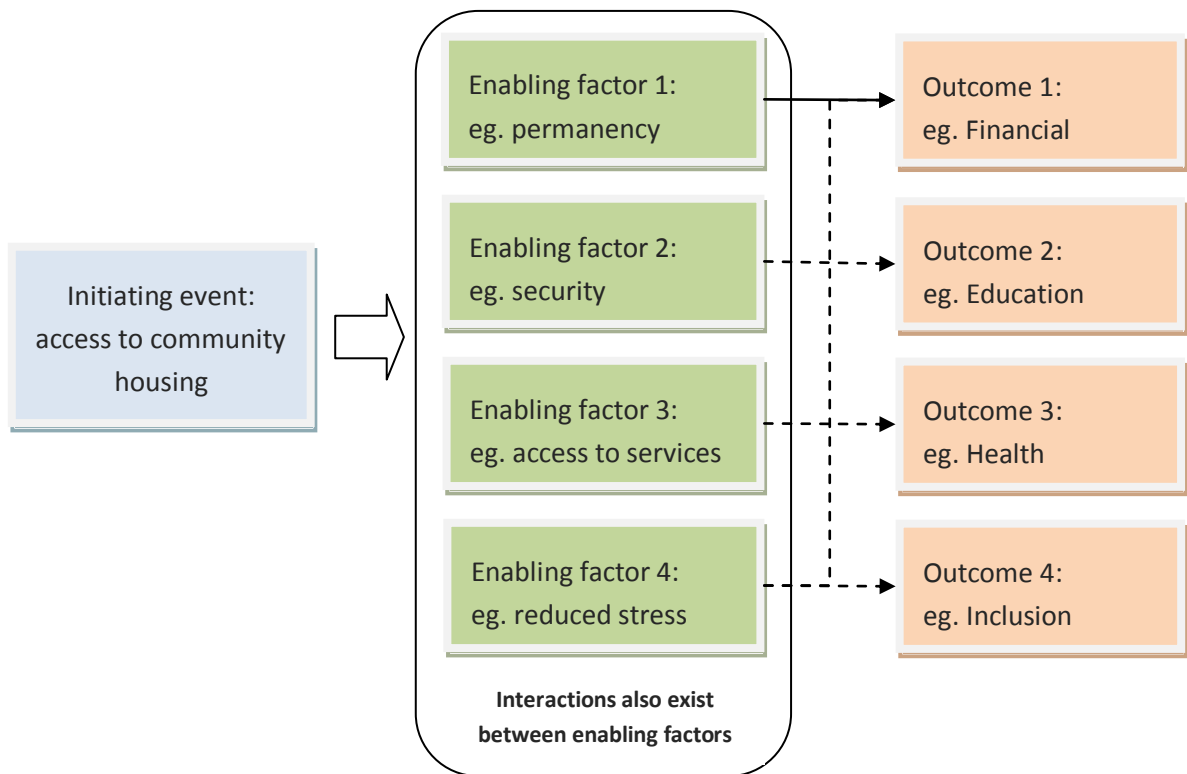 Initiating event:
access to community
housing
Enabling factor 1:
eg. permanency
Enabling factor 2:
eg. security
Enabling factor 3:
eg. access to services
Enabling factor 4:
eg. reduced stress
Interactions also exist
between enabling factors
Outcome 1:
eg. Financial
Outcome 2:
eg. Education
Outcome 3:
eg. Health
Outcome 4:
eg. Inclusion